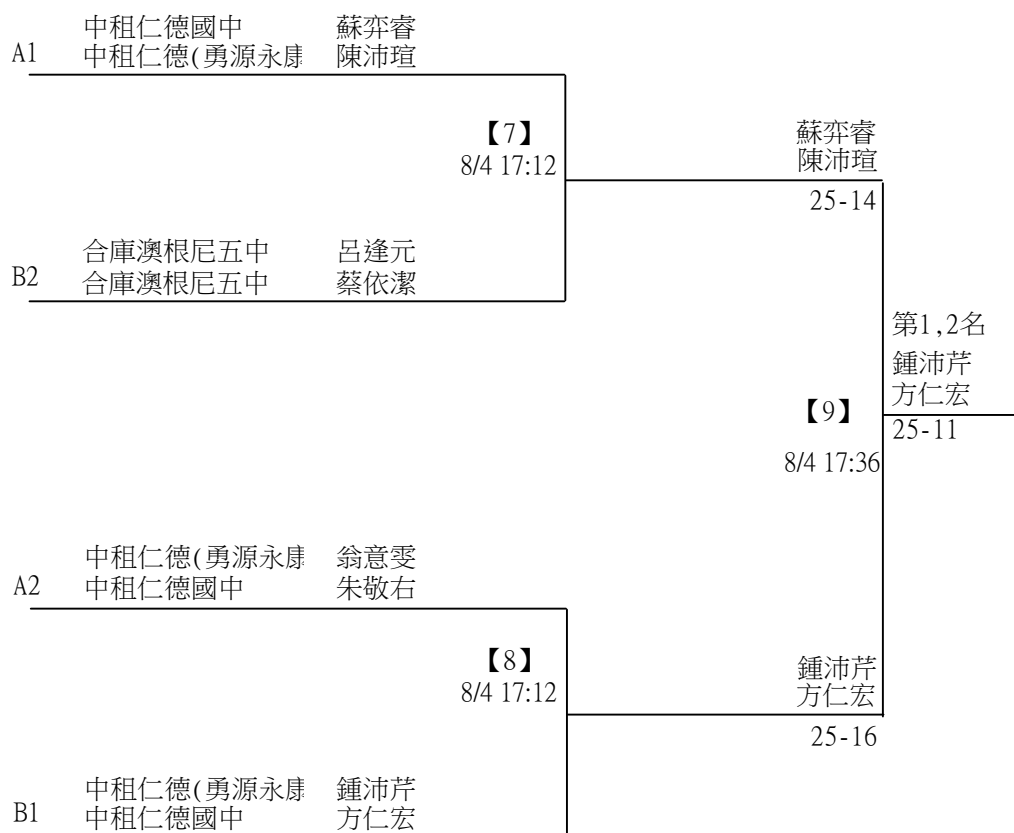 中租仁德國中 蘇弈睿
A1 中租仁德(勇源永康 陳沛瑄
【7】
8/4 17:12
蘇弈睿
陳沛瑄
25-14
合庫澳根尼五中 呂逢元
B2 合庫澳根尼五中 蔡依潔
第1,2名
鍾沛芹
方仁宏
【9】
25-11
8/4 17:36
中租仁德(勇源永康 翁意雯
A2 中租仁德國中 朱敬右
【8】
8/4 17:12
鍾沛芹
方仁宏
25-16
中租仁德(勇源永康 鍾沛芹
B1 中租仁德國中 方仁宏